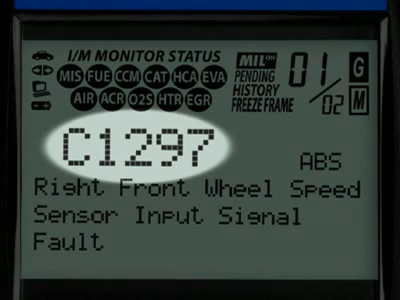 I/M MONITOR STATUS
MIL ON
MIS FUE CCM CAT HCA EVA
AIR ACR O2S HTR EGR
PENDING
HISTORY
FREEZE FRAME
01/02
G
M
C1297
ABS
Right Front Wheel Speed
Sensor Input Signal
Fault